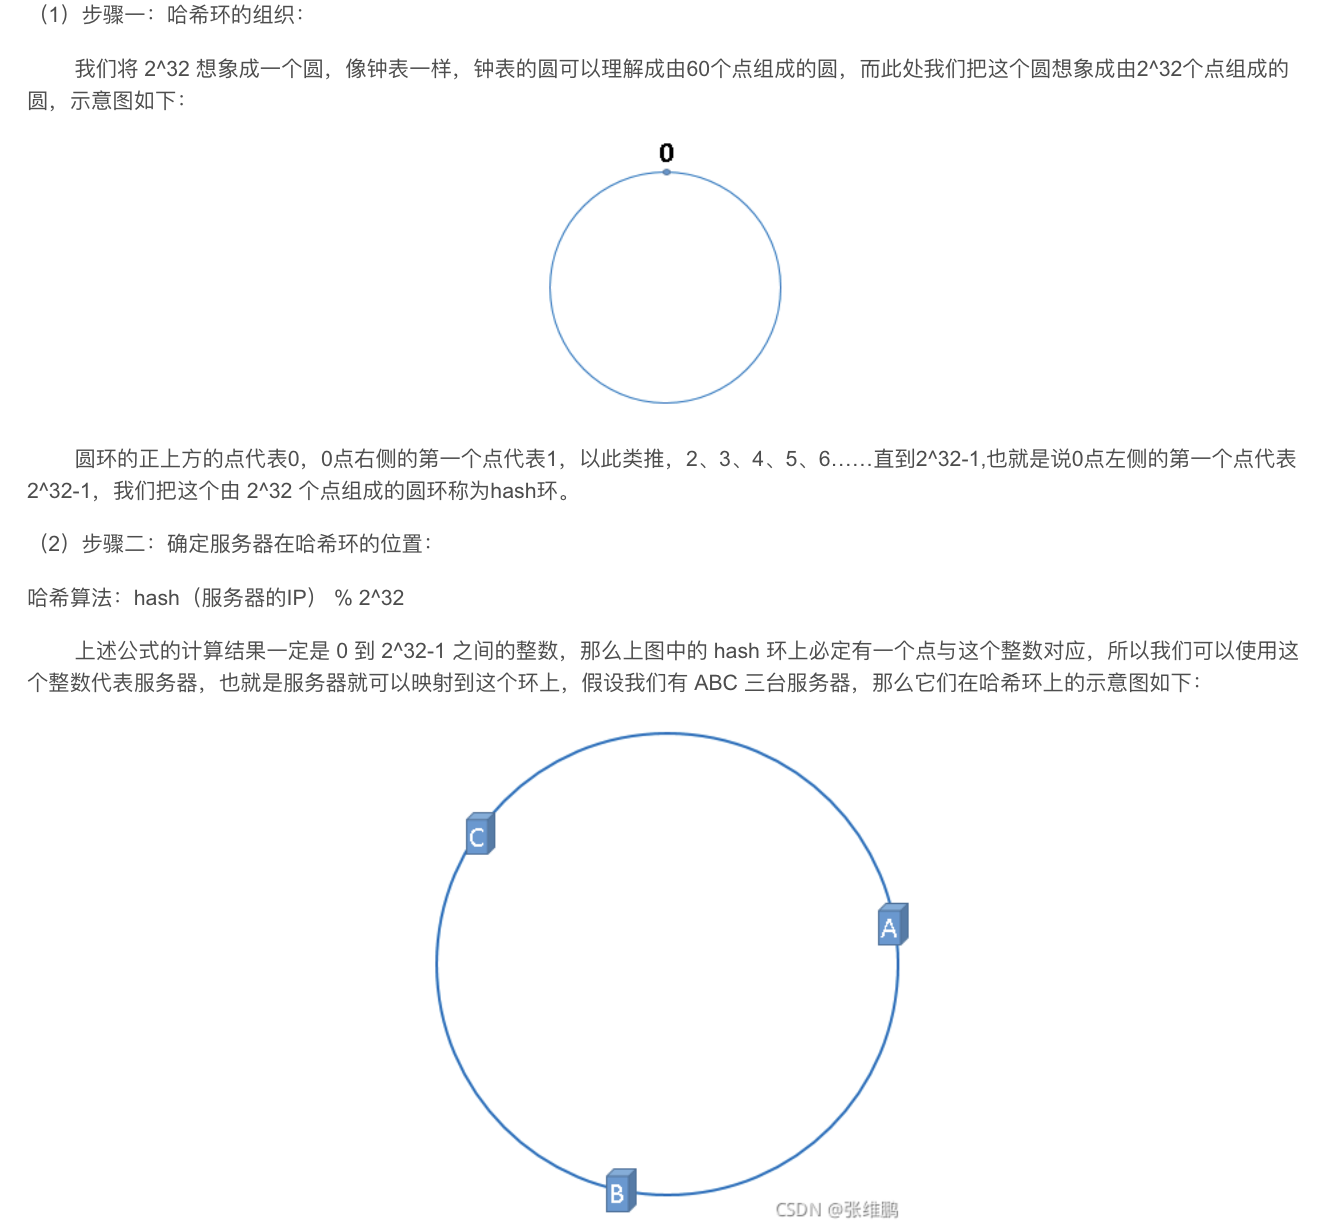 （1）步骤一：哈希环的组织：
我们将 2^32 想象成一个圆，像钟表一样，钟表的圆可以理解成由60个点组成的圆，而此处我们把这个圆想象成由2^32个点组成的
圆，示意图如下：
0
圆环的正上方的点代表0，0点右侧的第一个点代表1，以此类推，2、3、4、5、6……直到2^32-1,也就是说0点左侧的第一个点代表
2^32-1，我们把这个由 2^32 个点组成的圆环称为hash环。
（2）步骤二：确定服务器在哈希环的位置：
哈希算法：hash（服务器的IP） % 2^32
上述公式的计算结果一定是 0 到 2^32-1 之间的整数，那么上图中的 hash 环上必定有一个点与这个整数对应，所以我们可以使用这
个整数代表服务器，也就是服务器就可以映射到这个环上，假设我们有 ABC 三台服务器，那么它们在哈希环上的示意图如下：
C
A
B
CSDN @张维鹏